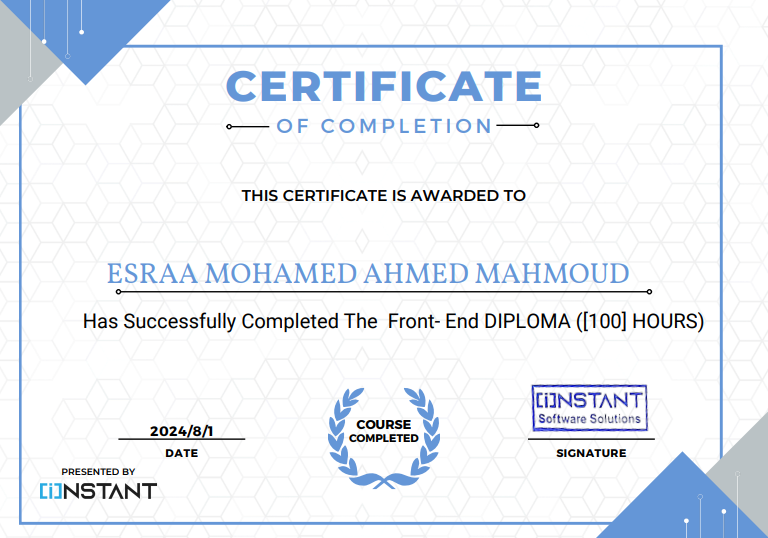 CERTIFICATE
OF COMPLETION
THIS CERTIFICATE IS AWARDED TO
ESRAA MOHAMED AHMED MAHMOUD
Has Successfully Completed The Front- End DIPLOMA ([100] HOURS)
[i]NSTANT
Software Solutions
COURSE
COMPLETED
2024/8/1
DATE
SIGNATURE
PRESENTED BY
[i]NSTANT